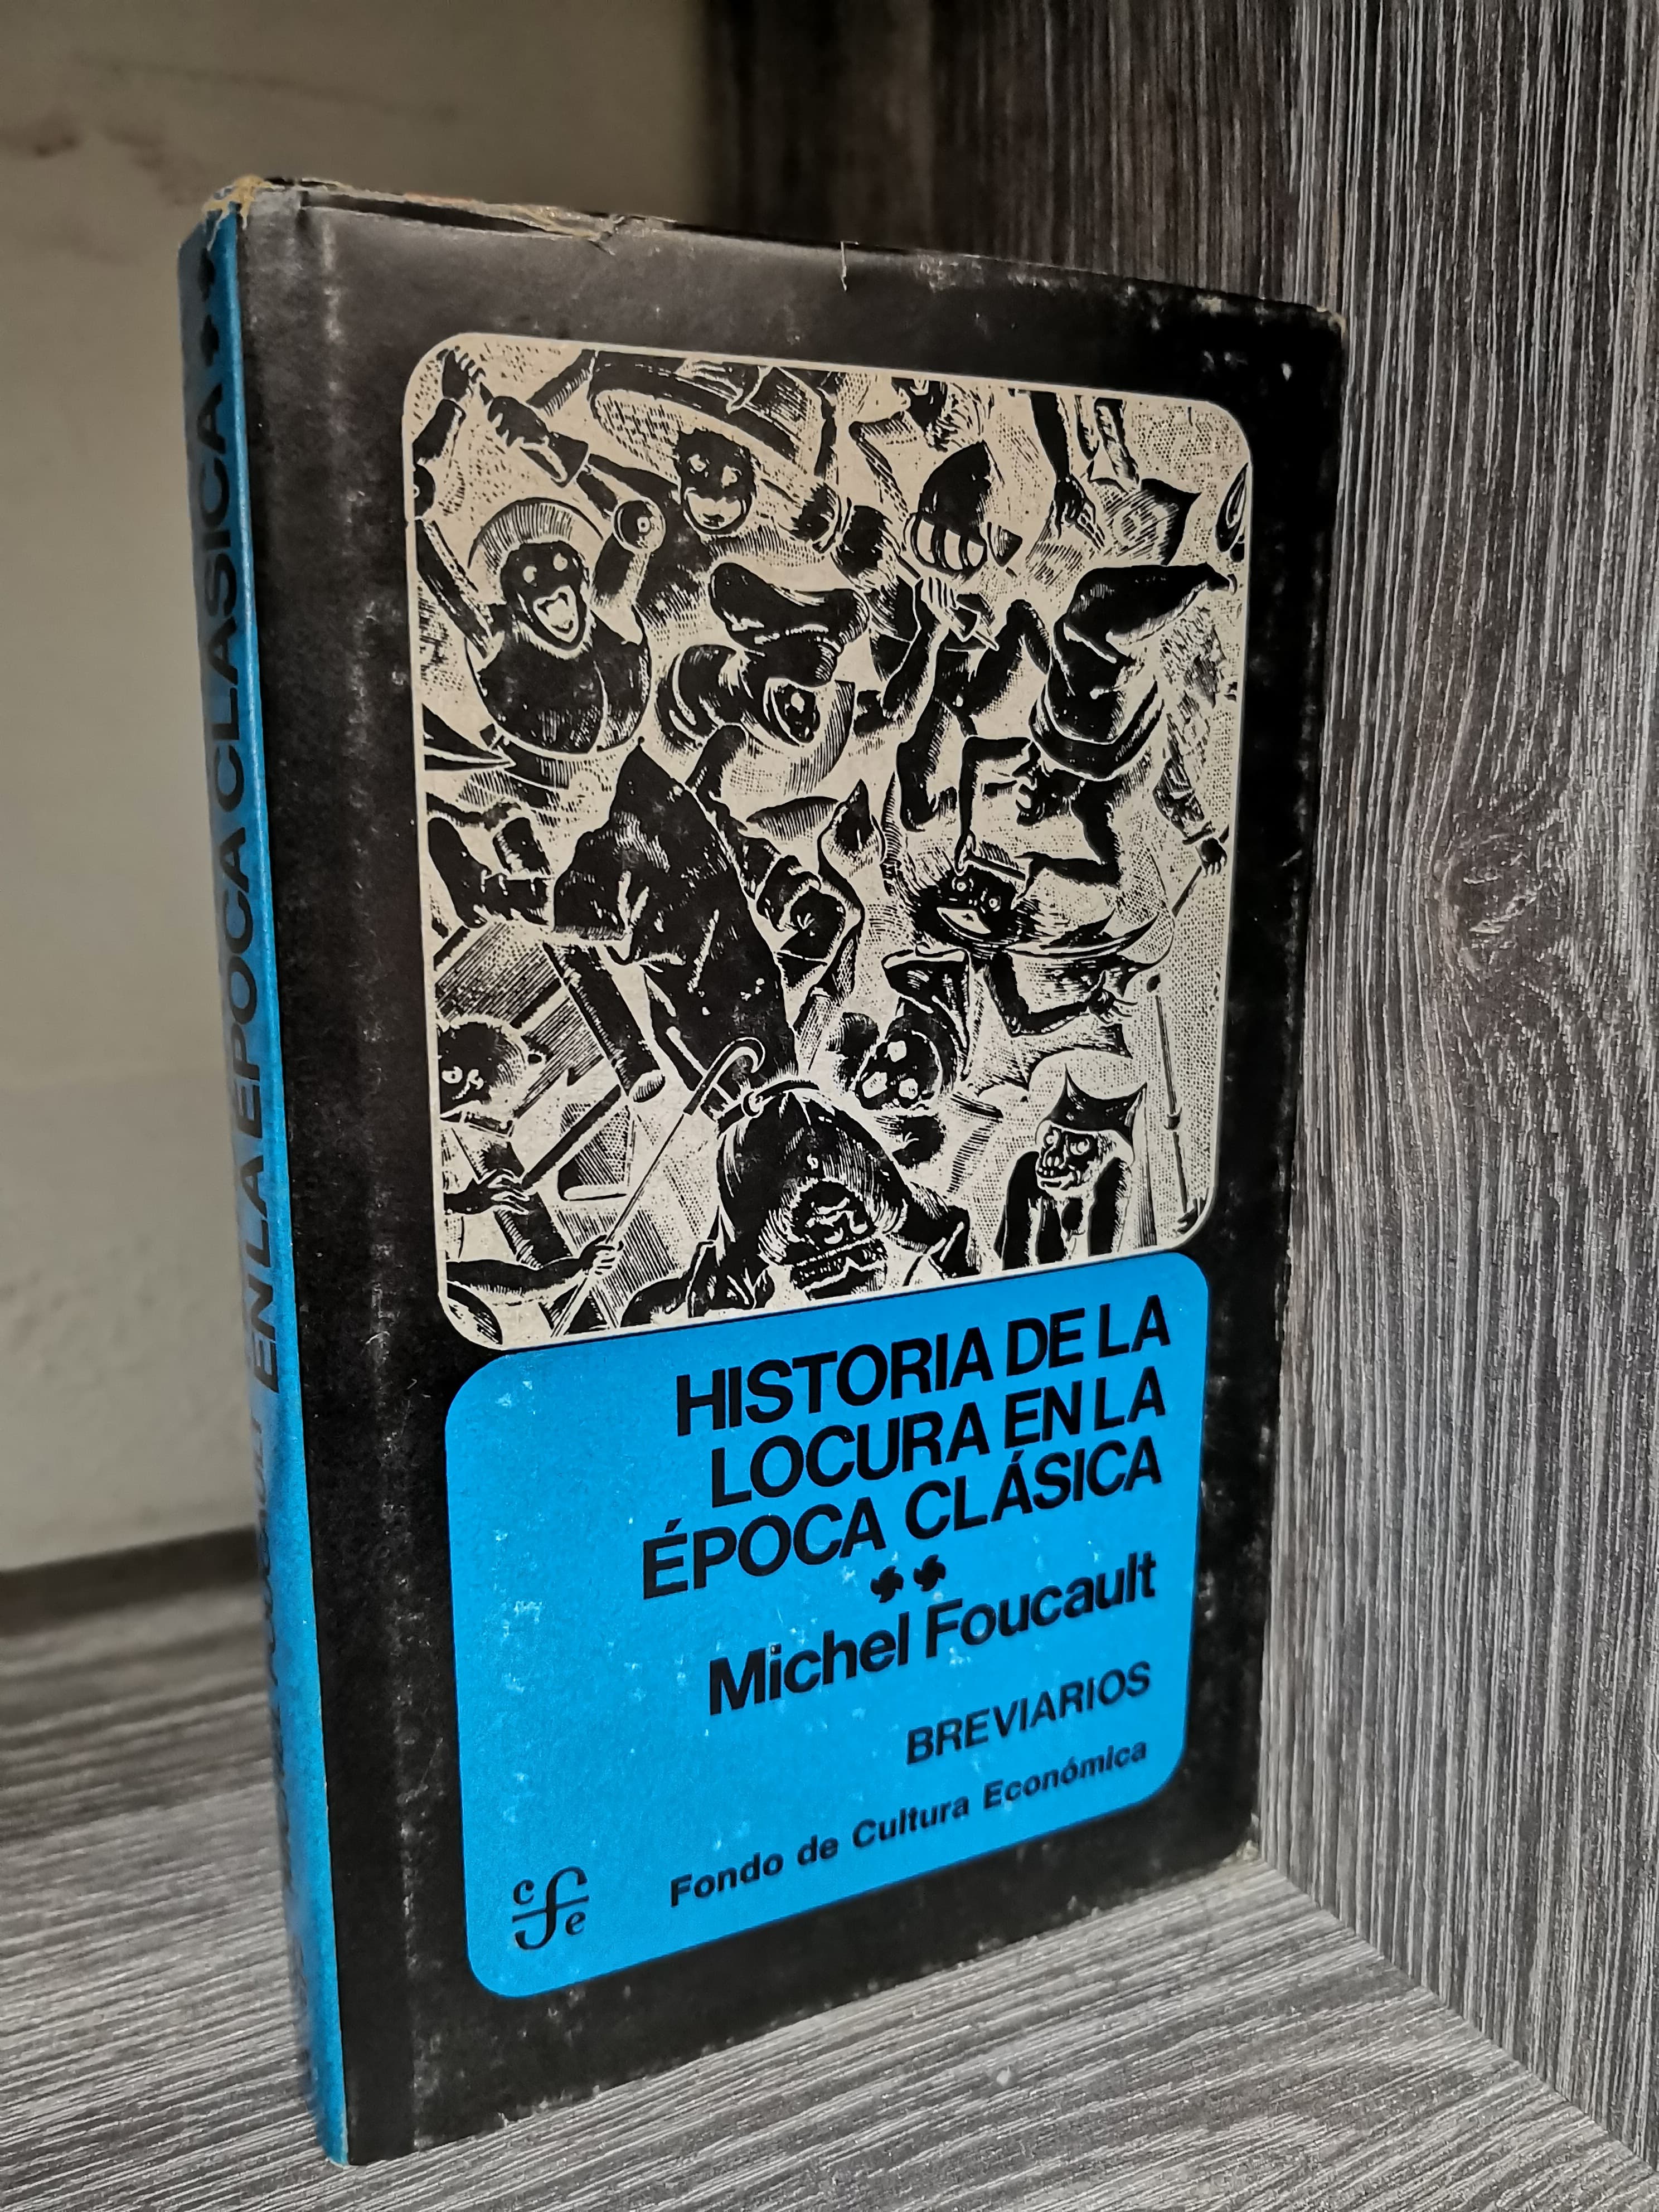 HISTORIA DE LA
LOCURA EN LA
ÉPOCA CLÁSICA
Michel Foucault
BREVIARIOS
Fondo de Cultura Económica
cfe
EN LA ÉPOCA CLÁSICA